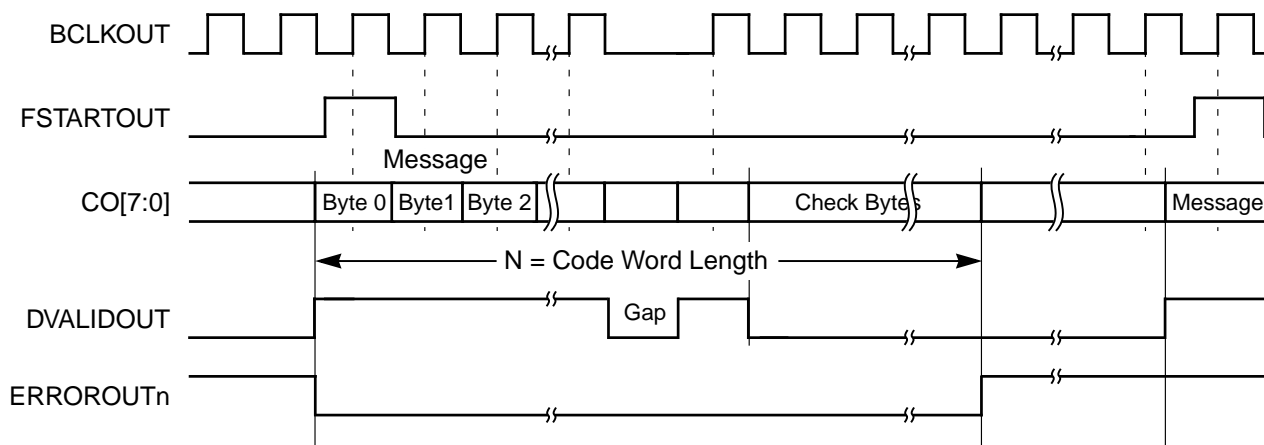 BCLKOUT
FSTARTOUT
Message
CO[7:0]
Byte 0
Byte1
Byte 2
Check Bytes
Message
N = Code Word Length
DVALIDOUT
Gap
ERROROUTn